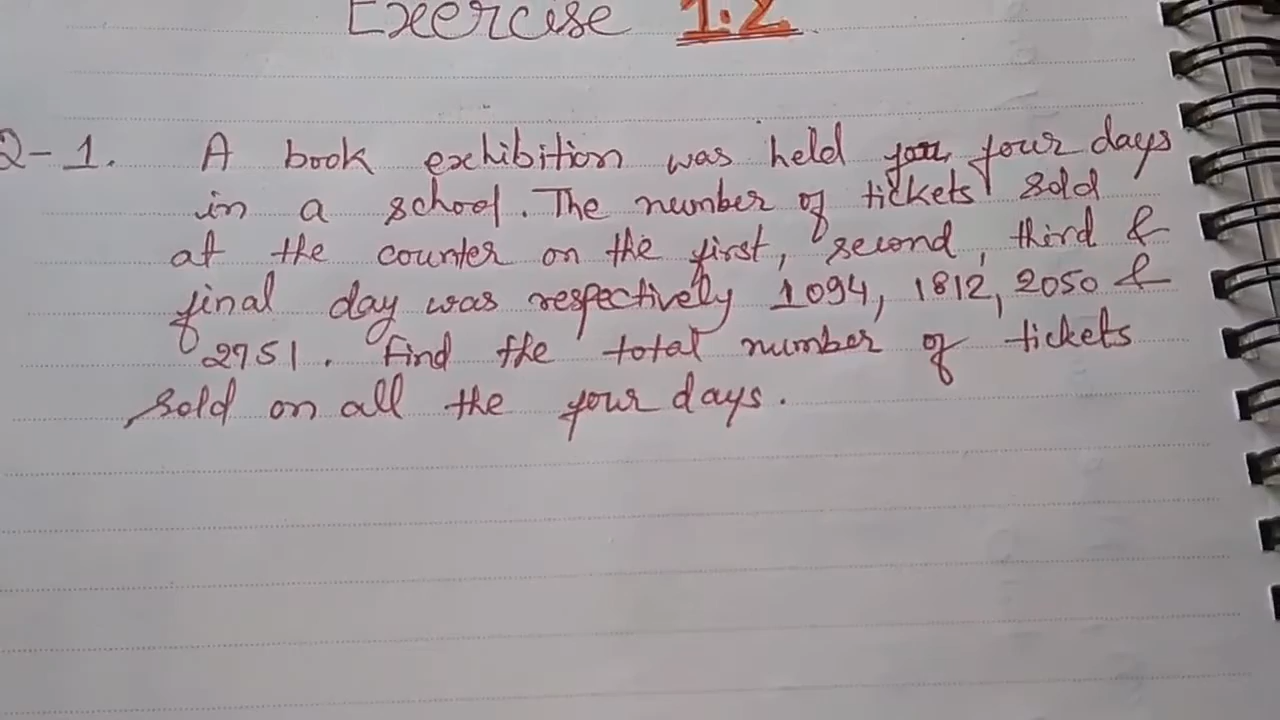 Exercise 1.2
Q-1. A book exhibition was held four days
in a school. The number of tickets sold
at the counter on the first, second, third &
final day was respectively 1094, 1812, 2050 &
2751. Find the total number of tickets
sold on all the four days.